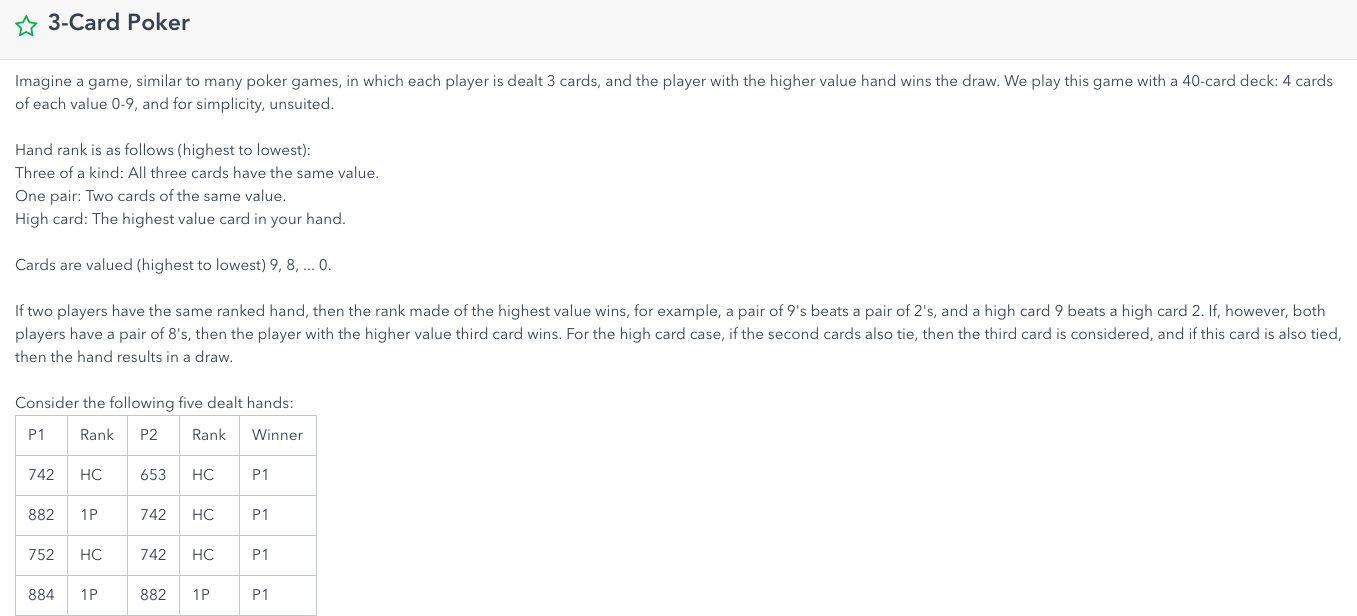 3-Card Poker
Imagine a game, similar to many poker games, in which each player is dealt 3 cards, and the player with the higher value hand wins the draw. We play this game with a 40-card deck: 4 cards
of each value 0-9, and for simplicity, unsuited.
Hand rank is as follows (highest to lowest):
Three of a kind: All three cards have the same value.
One pair: Two cards of the same value.
High card: The highest value card in your hand.
Cards are valued (highest to lowest) 9, 8, ... 0.
If two players have the same ranked hand, then the rank made of the highest value wins, for example, a pair of 9's beats a pair of 2's, and a high card 9 beats a high card 2. If, however, both
players have a pair of 8's, then the player with the higher value third card wins. For the high card case, if the second cards also tie, then the third card is considered, and if this card is also tied,
then the hand results in a draw.
Consider the following five dealt hands:
P1 Rank P2 Rank Winner
742 HC 653 HC P1
882 1P 742 HC P1
752 HC 742 HC P1
884 1P 882 1P P1